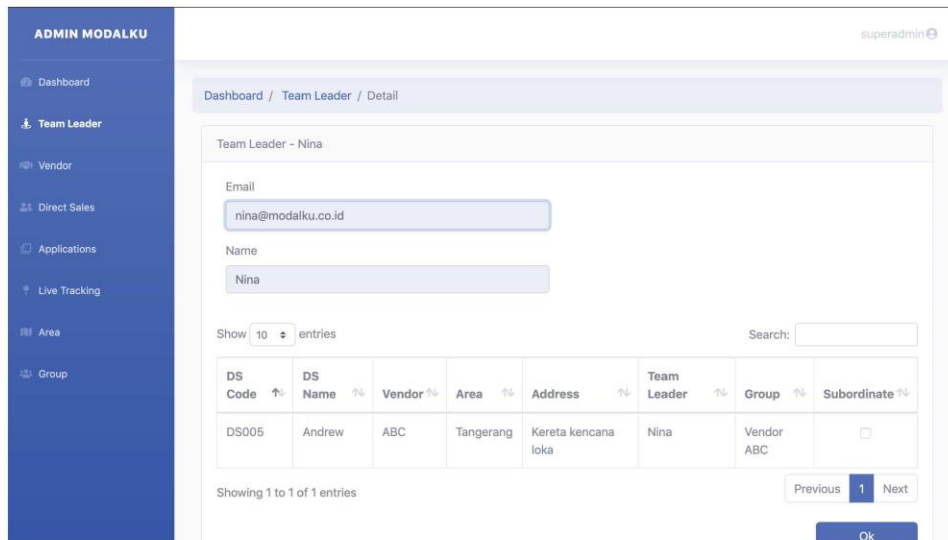 ADMIN MODALKU
superadmin
Dashboard
Team Leader
Vendor
Direct Sales
Applications
Live Tracking
Area
Group
Dashboard / Team Leader / Detail
Team Leader - Nina
Email
nina@modalku.co.id
Name
Nina
Show 10 entries
Search:
DS Code
DS Name
Vendor
Area
Address
Team Leader
Group
Subordinate
DS005
Andrew
ABC
Tangerang
Kereta kencana
loka
Nina
Vendor
ABC
Showing 1 to 1 of 1 entries
Previous 1 Next
Ok